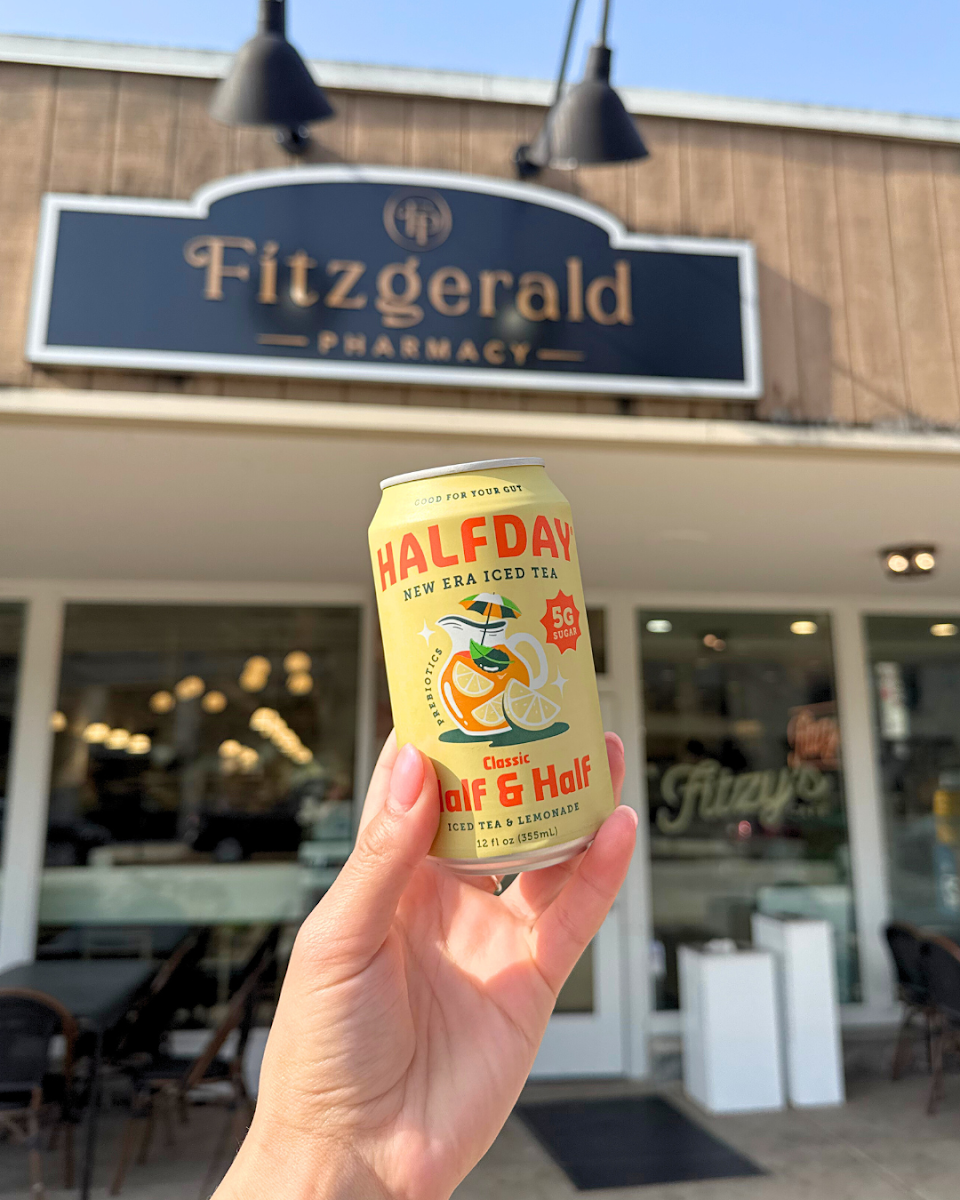 Fitzgerald
PHARMACY
GOOD FOR YOUR GUT
HALFDAY
NEW ERA ICED TEA
5G
SUGAR
PREBIOTICS
Classic
Half & Half
ICED TEA & LEMONADE
12 fl oz (355mL)
Fitzy's